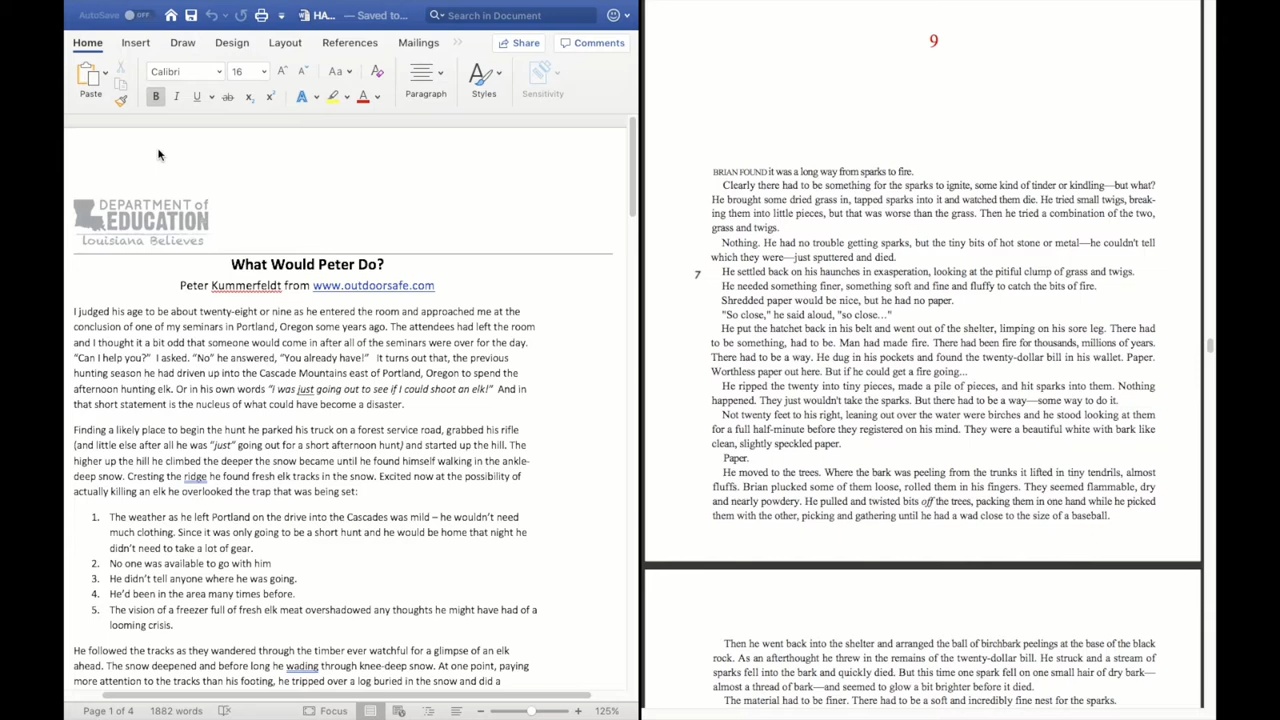 AutoSave OFF HA... — Saved to... Search in Document
Home Insert Draw Design Layout References Mailings Share Comments
Calibri 16 Aa
Paste B I U ab x₂ x² A A Paragraph Styles Sensitivity
DEPARTMENT of
EDUCATION
Louisiana Believes
What Would Peter Do?
Peter Kummerfeldt from www.outdoorsafe.com
I judged his age to be about twenty-eight or nine as he entered the room and approached me at the
conclusion of one of my seminars in Portland, Oregon some years ago. The attendees had left the room
and I thought it a bit odd that someone would come in after all of the seminars were over for the day.
“Can I help you?” I asked. “No” he answered, “You already have!” It turns out that, the previous
hunting season he had driven up into the Cascade Mountains east of Portland, Oregon to spend the
afternoon hunting elk. Or in his own words “I was just going out to see if I could shoot an elk!” And in
that short statement is the nucleus of what could have become a disaster.
Finding a likely place to begin the hunt he parked his truck on a forest service road, grabbed his rifle
(and little else after all he was “just” going out for a short afternoon hunt) and started up the hill. The
higher up the hill he climbed the deeper the snow became until he found himself walking in the ankle-
deep snow. Cresting the ridge he found fresh elk tracks in the snow. Excited now at the possibility of
actually killing an elk he overlooked the trap that was being set:
1. The weather as he left Portland on the drive into the Cascades was mild – he wouldn’t need
much clothing. Since it was only going to be a short hunt and he would be home that night he
didn’t need to take a lot of gear.
2. No one was available to go with him
3. He didn’t tell anyone where he was going.
4. He’d been in the area many times before.
5. The vision of a freezer full of fresh elk meat overshadowed any thoughts he might have had of a
looming crisis.
He followed the tracks as they wandered through the timber ever watchful for a glimpse of an elk
ahead. The snow deepened and before long he wading through knee-deep snow. At one point, paying
more attention to the tracks than his footing, he tripped over a log buried in the snow and did a
Page 1 of 4 1882 words Focus 125%
9
BRIAN FOUND it was a long way from sparks to fire.
Clearly there had to be something for the sparks to ignite, some kind of tinder or kindling—but what?
He brought some dried grass in, tapped sparks into it and watched them die. He tried small twigs, break-
ing them into little pieces, but that was worse than the grass. Then he tried a combination of the two,
grass and twigs.
Nothing. He had no trouble getting sparks, but the tiny bits of hot stone or metal—he couldn't tell
which they were—just sputtered and died.
7 He settled back on his haunches in exasperation, looking at the pitiful clump of grass and twigs.
He needed something finer, something soft and fine and fluffy to catch the bits of fire.
Shredded paper would be nice, but he had no paper.
"So close," he said aloud, "so close..."
He put the hatchet back in his belt and went out of the shelter, limping on his sore leg. There had
to be something, had to be. Man had made fire. There had been fire for thousands, millions of years.
There had to be a way. He dug in his pockets and found the twenty-dollar bill in his wallet. Paper.
Worthless paper out here. But if he could get a fire going...
He ripped the twenty into tiny pieces, made a pile of pieces, and hit sparks into them. Nothing
happened. They just wouldn't take the sparks. But there had to be a way—some way to do it.
Not twenty feet to his right, leaning out over the water were birches and he stood looking at them
for a full half-minute before they registered on his mind. They were a beautiful white with bark like
clean, slightly speckled paper.
Paper.
He moved to the trees. Where the bark was peeling from the trunks it lifted in tiny tendrils, almost
fluffs. Brian plucked some of them loose, rolled them in his fingers. They seemed flammable, dry
and nearly powdery. He pulled and twisted bits off the trees, packing them in one hand while he picked
them with the other, picking and gathering until he had a wad close to the size of a baseball.
Then he went back into the shelter and arranged the ball of birchbark peelings at the base of the black
rock. As an afterthought he threw in the remains of the twenty-dollar bill. He struck and a stream of
sparks fell into the bark and quickly died. But this time one spark fell on one small hair of dry bark—
almost a thread of bark—and seemed to glow a bit brighter before it died.
The material had to be finer. There had to be a soft and incredibly fine nest for the sparks.